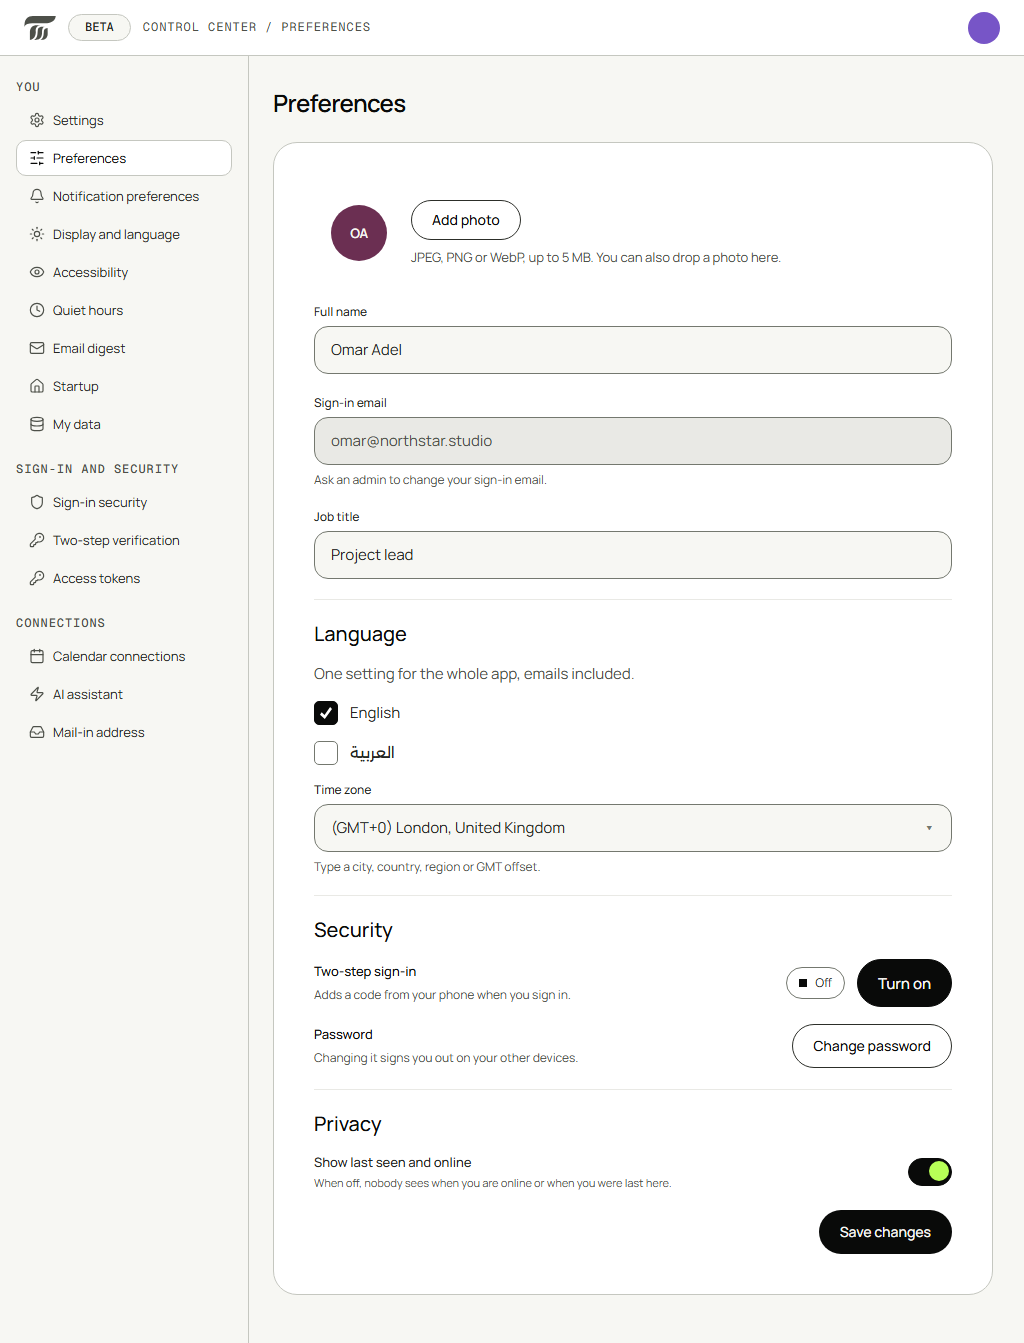 BETA
CONTROL CENTER / PREFERENCES
YOU
Settings
Preferences
Notification preferences
Display and language
Accessibility
Quiet hours
Email digest
Startup
My data
SIGN-IN AND SECURITY
Sign-in security
Two-step verification
Access tokens
CONNECTIONS
Calendar connections
AI assistant
Mail-in address
Preferences
OA
Add photo
JPEG, PNG or WebP, up to 5 MB. You can also drop a photo here.
Full name
Omar Adel
Sign-in email
omar@northstar.studio
Ask an admin to change your sign-in email.
Job title
Project lead
Language
One setting for the whole app, emails included.
English
العربية
Time zone
(GMT+0) London, United Kingdom
Type a city, country, region or GMT offset.
Security
Two-step sign-in
Adds a code from your phone when you sign in.
Off
Turn on
Password
Changing it signs you out on your other devices.
Change password
Privacy
Show last seen and online
When off, nobody sees when you are online or when you were last here.
Save changes